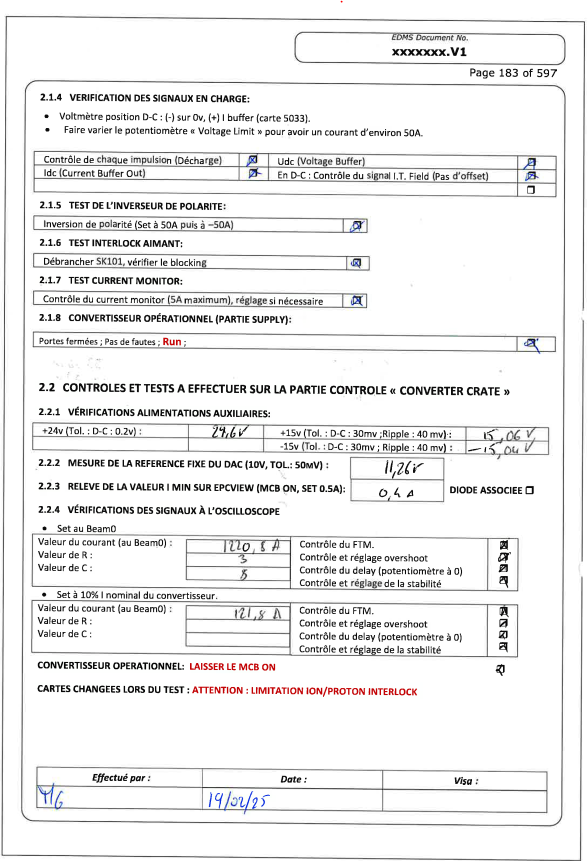 EDMS Document No.
xxxxxxx.V1
Page 183 of 597
2.1.4 VERIFICATION DES SIGNAUX EN CHARGE:
• Voltmètre position D-C : (-) sur 0v, (+) I buffer (carte 5033).
• Faire varier le potentiomètre « Voltage Limit » pour avoir un courant d'environ 50A.
Contrôle de chaque impulsion (Décharge) ☑ Udc (Voltage Buffer) ☑
Idc (Current Buffer Out) ☑ En D-C : Contrôle du signal I.T. Field (Pas d'offset) ☑
☐
2.1.5 TEST DE L'INVERSEUR DE POLARITE:
Inversion de polarité (Set à 50A puis à –50A) ☑
2.1.6 TEST INTERLOCK AIMANT:
Débrancher SK101, vérifier le blocking ☑
2.1.7 TEST CURRENT MONITOR:
Contrôle du current monitor (5A maximum), réglage si nécessaire ☑
2.1.8 CONVERTISSEUR OPÉRATIONNEL (PARTIE SUPPLY):
Portes fermées ; Pas de fautes ; Run ; ☑
2.2 CONTROLES ET TESTS A EFFECTUER SUR LA PARTIE CONTROLE « CONVERTER CRATE »
2.2.1 VÉRIFICATIONS ALIMENTATIONS AUXILIAIRES:
+24v (Tol. : D-C : 0.2v) : 24,6v +15v (Tol. : D-C : 30mv ;Ripple : 40 mv) : 15,06 V
-15v (Tol. : D-C : 30mv ; Ripple : 40 mv) : -15,04 V
2.2.2 MESURE DE LA REFERENCE FIXE DU DAC (10V, TOL.: 50mV) : 11,26v
2.2.3 RELEVE DE LA VALEUR I MIN SUR EPCVIEW (MCB ON, SET 0.5A): 0,4 A DIODE ASSOCIEE ☐
2.2.4 VÉRIFICATIONS DES SIGNAUX À L'OSCILLOSCOPE
• Set au Beam0
Valeur du courant (au Beam0) : 1220,8 A Contrôle du FTM. ☑
Valeur de R : 3 Contrôle et réglage overshoot ☑
Valeur de C : 8 Contrôle du delay (potentiomètre à 0) ☑
Contrôle et réglage de la stabilité ☑
• Set à 10% I nominal du convertisseur.
Valeur du courant (au Beam0) : 121,8 A Contrôle du FTM. ☑
Valeur de R : Contrôle et réglage overshoot ☑
Valeur de C : Contrôle du delay (potentiomètre à 0) ☑
Contrôle et réglage de la stabilité ☑
CONVERTISSEUR OPERATIONNEL: LAISSER LE MCB ON ☑
CARTES CHANGEES LORS DU TEST : ATTENTION : LIMITATION ION/PROTON INTERLOCK
Effectué par : Date : Visa :
19/02/25